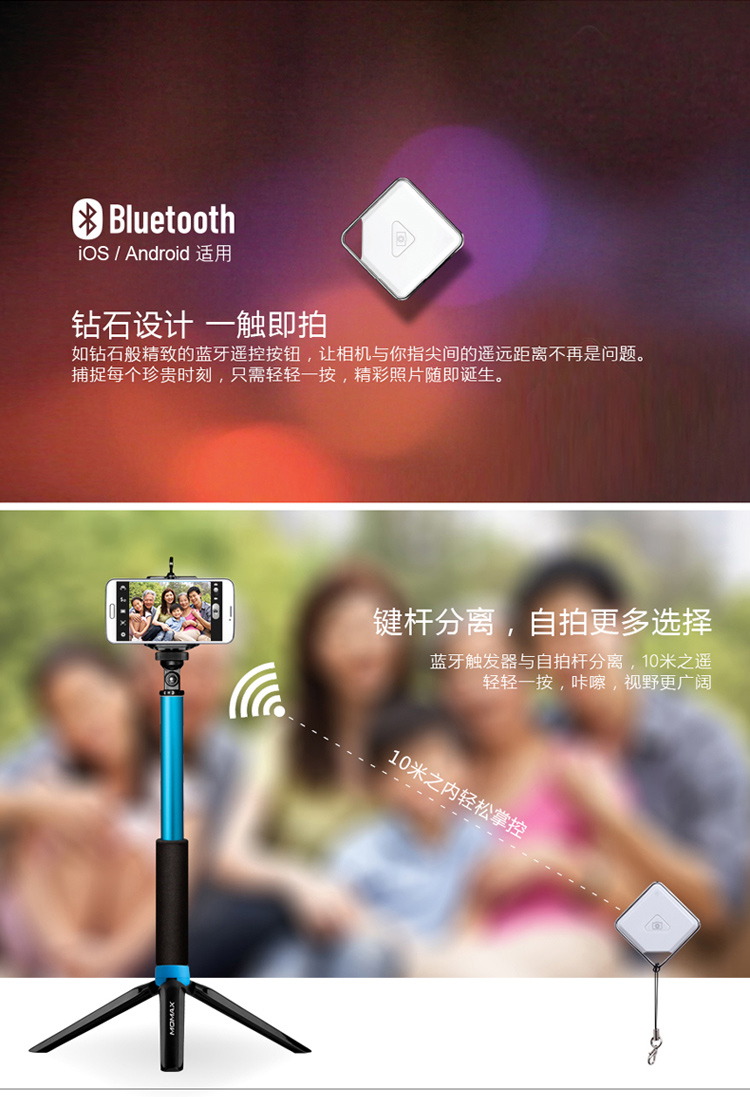 Bluetooth
iOS / Android 适用
钻石设计 一触即拍
如钻石般精致的蓝牙遥控按钮，让相机与你指尖间的遥远距离不再是问题。
捕捉每个珍贵时刻，只需轻轻一按，精彩照片随即诞生。
键杆分离，自拍更多选择
蓝牙触发器与自拍杆分离，10米之遥
轻轻一按，咔嚓，视野更广阔
10米之内轻松掌控
MOMAX